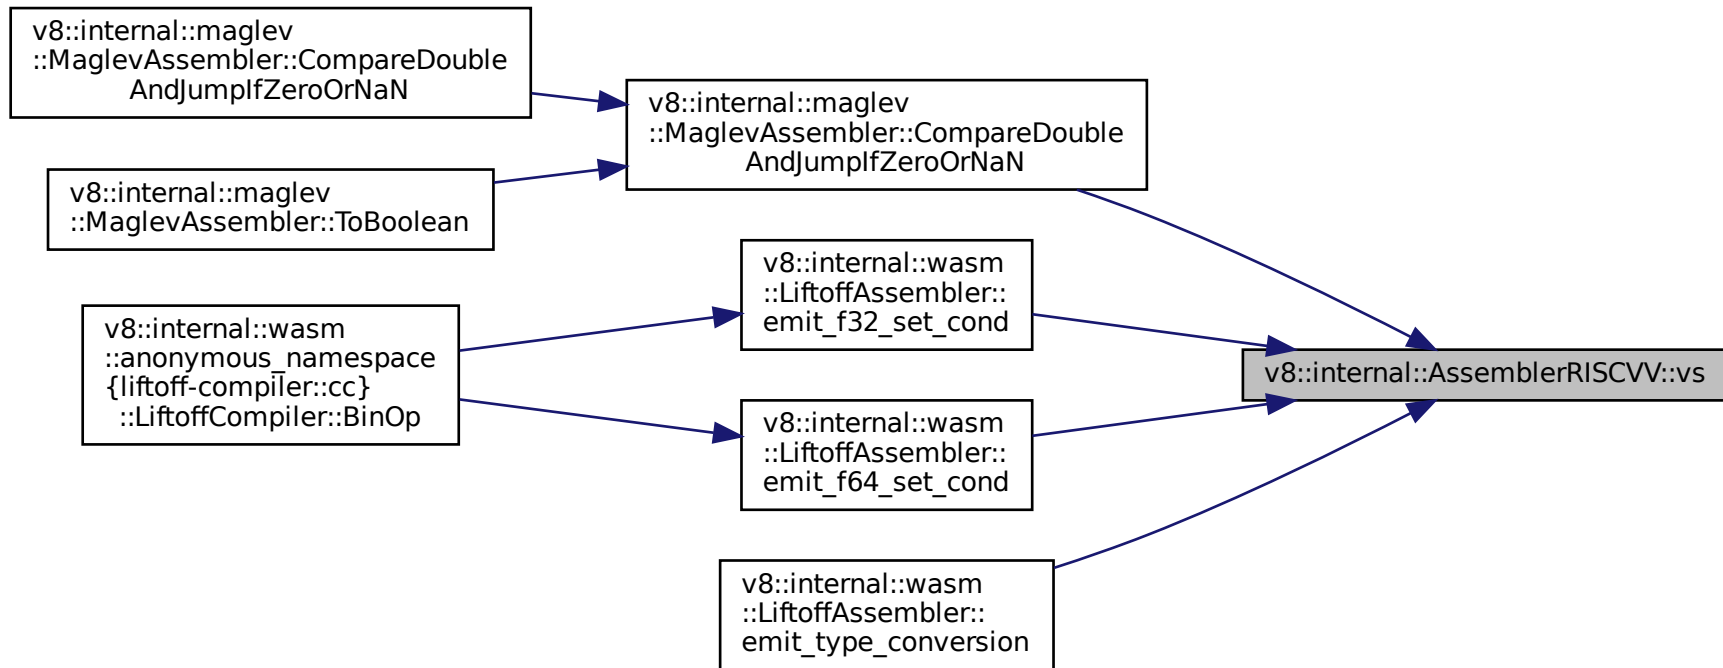 v8::internal::maglev
::MaglevAssembler::CompareDouble
AndJumpIfZeroOrNaN
v8::internal::maglev
::MaglevAssembler::ToBoolean
v8::internal::wasm
::anonymous_namespace
{liftoff-compiler::cc}
::LiftoffCompiler::BinOp
v8::internal::maglev
::MaglevAssembler::CompareDouble
AndJumpIfZeroOrNaN
v8::internal::wasm
::LiftoffAssembler::
emit_f32_set_cond
v8::internal::wasm
::LiftoffAssembler::
emit_f64_set_cond
v8::internal::wasm
::LiftoffAssembler::
emit_type_conversion
v8::internal::AssemblerRISCVV::vs